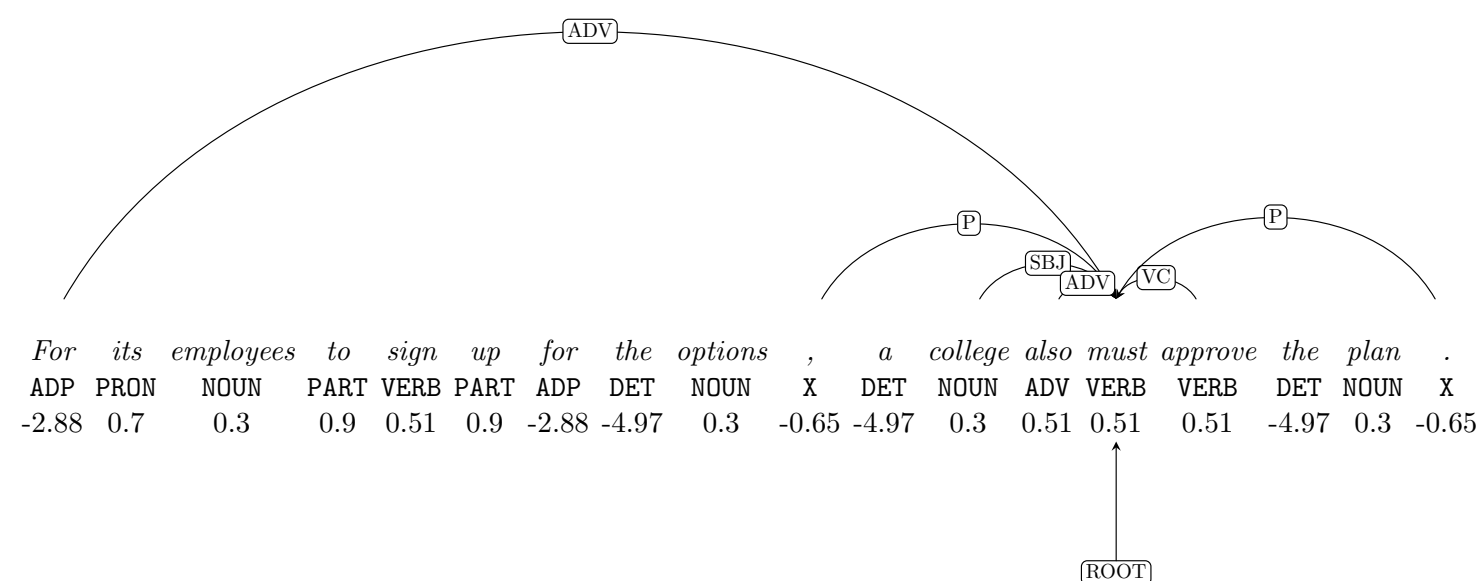 ADV
P P
SBJ
ADV VC
For its employees to sign up for the options , a college also must approve the plan .
ADP PRON NOUN PART VERB PART ADP DET NOUN X DET NOUN ADV VERB VERB DET NOUN X
-2.88 0.7 0.3 0.9 0.51 0.9 -2.88 -4.97 0.3 -0.65 -4.97 0.3 0.51 0.51 0.51 -4.97 0.3 -0.65
ROOT